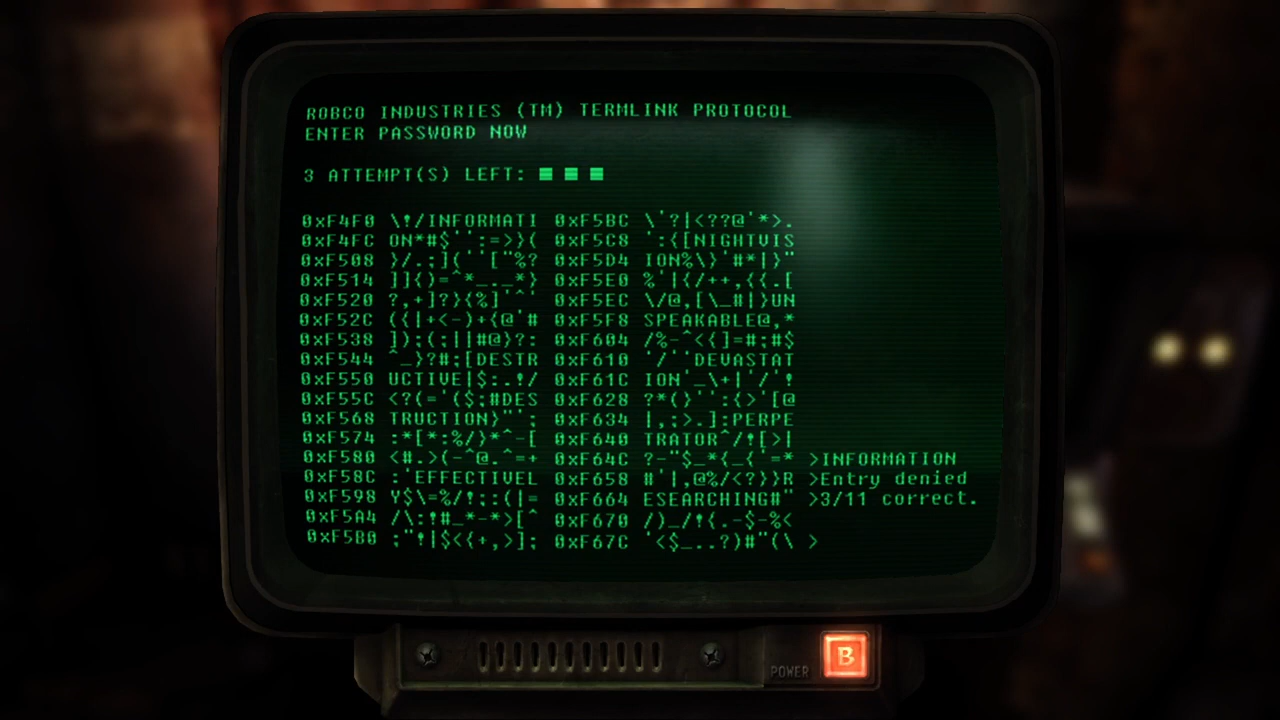 ROBCO INDUSTRIES (TM) TERMLINK PROTOCOL
ENTER PASSWORD NOW
3 ATTEMPT(S) LEFT:
0xF4F0 \!/INFORMATI 0xF5BC \'?|<??@'*>.
0xF4FC ON*#$'':=>}( 0xF5C8 ':{[NIGHTVIS
0xF508 }/.;](''["%? 0xF5D4 ION%\}'#*|}"
0xF514 ]]{}=^*_._*} 0xF5E0 %'|{/++,{{.[
0xF520 ?,+]?}{%]'^' 0xF5EC \/@,[\_#|}UN
0xF52C ({|+<-)+{@'# 0xF5F8 SPEAKABLE@,*
0xF538 ]);(;||#@}?: 0xF604 /%-^<{]=#;#$
0xF544 ^_}?#;[DESTR 0xF610 '/''DEVASTAT
0xF550 UCTIVE|$:.!/ 0xF61C ION'_\+|'/'!
0xF55C <?(='($;#DES 0xF628 ?*(}'':{>'[@
0xF568 TRUCTION}"'; 0xF634 |,;>.]:PERPE
0xF574 :*[*:%/}*^-[ 0xF640 TRATOR^/![>|
0xF580 <#.>(-^@.^=+ 0xF64C ?-"$_*{_{'=* >INFORMATION
0xF58C :'EFFECTIVEL 0xF658 #'|,@%/<?}}R >Entry denied
0xF598 Y$\=%/!;:(|= 0xF664 ESEARCHING#" >3/11 correct.
0xF5A4 /\:!#_*-*>[^ 0xF670 /)_/!{.-$-%<
0xF5B0 ;"!|$<{+,>]; 0xF67C '<$_..?)#"(\ >
POWER
B